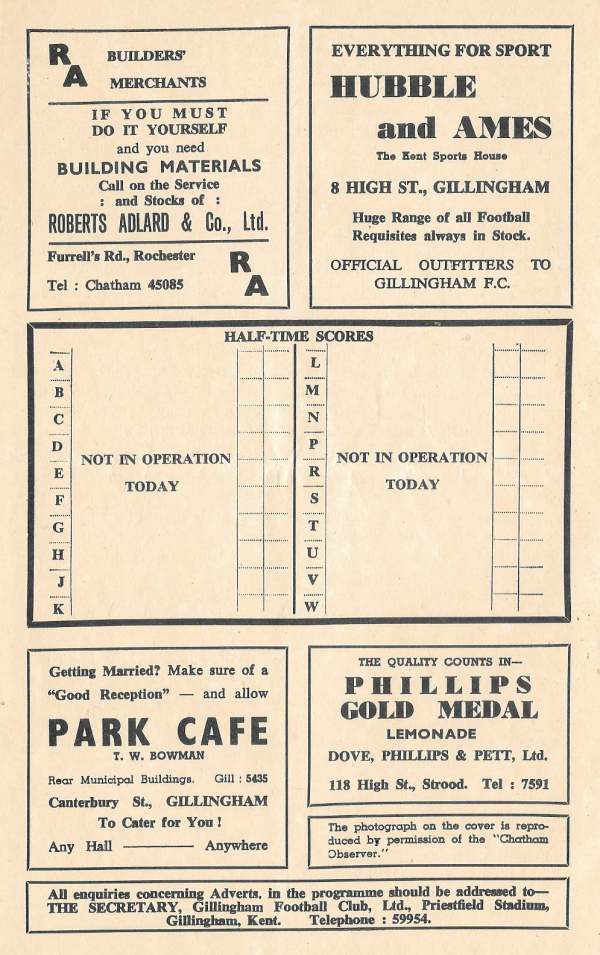 RA BUILDERS'
MERCHANTS
IF YOU MUST
DO IT YOURSELF
and you need
BUILDING MATERIALS
Call on the Service
: and Stocks of :
ROBERTS ADLARD & Co., Ltd.
Furrell's Rd., Rochester
Tel : Chatham 45085
RA
EVERYTHING FOR SPORT
HUBBLE
and AMES
The Kent Sports House
8 HIGH ST., GILLINGHAM
Huge Range of all Football
Requisites always in Stock.
OFFICIAL OUTFITTERS TO
GILLINGHAM F.C.
HALF-TIME SCORES
A
B
C
D
E
F
G
H
J
K
NOT IN OPERATION
TODAY
L
M
N
P
R
S
T
U
V
W
NOT IN OPERATION
TODAY
Getting Married? Make sure of a
"Good Reception" — and allow
PARK CAFE
T. W. BOWMAN
Rear Municipal Buildings. Gill : 5435
Canterbury St., GILLINGHAM
To Cater for You !
Any Hall ——— Anywhere
THE QUALITY COUNTS IN—
PHILLIPS
GOLD MEDAL
LEMONADE
DOVE, PHILLIPS & PETT, Ltd.
118 High St., Strood. Tel : 7591
The photograph on the cover is repro-
duced by permission of the "Chatham
Observer."
All enquiries concerning Adverts. in the programme should be addressed to—
THE SECRETARY, Gillingham Football Club, Ltd., Priestfield Stadium,
Gillingham, Kent. Telephone : 59954.